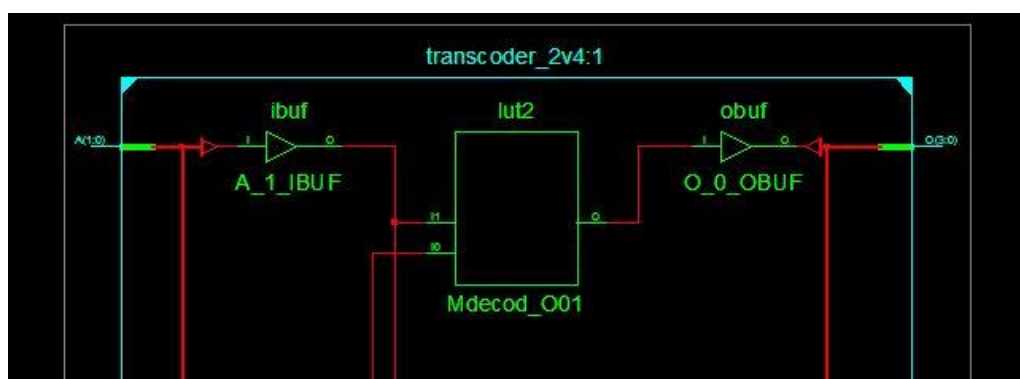 transcoder_2v4:1
ibuf
lut2
obuf
A(1:0)
I
O
I
O
O(3:0)
A_1_IBUF
O_0_OBUF
I1
O
I0
Mdecod_O01